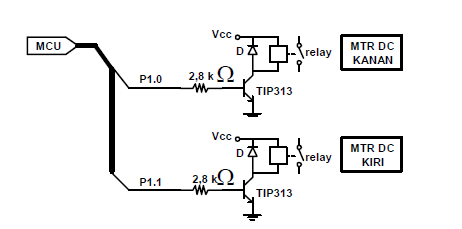 Vcc
MCU
D
relay
MTR DC
KANAN
P1.0
2,8 k Ω
TIP313
Vcc
D
relay
MTR DC
KIRI
P1.1
2,8 kΩ
TIP313